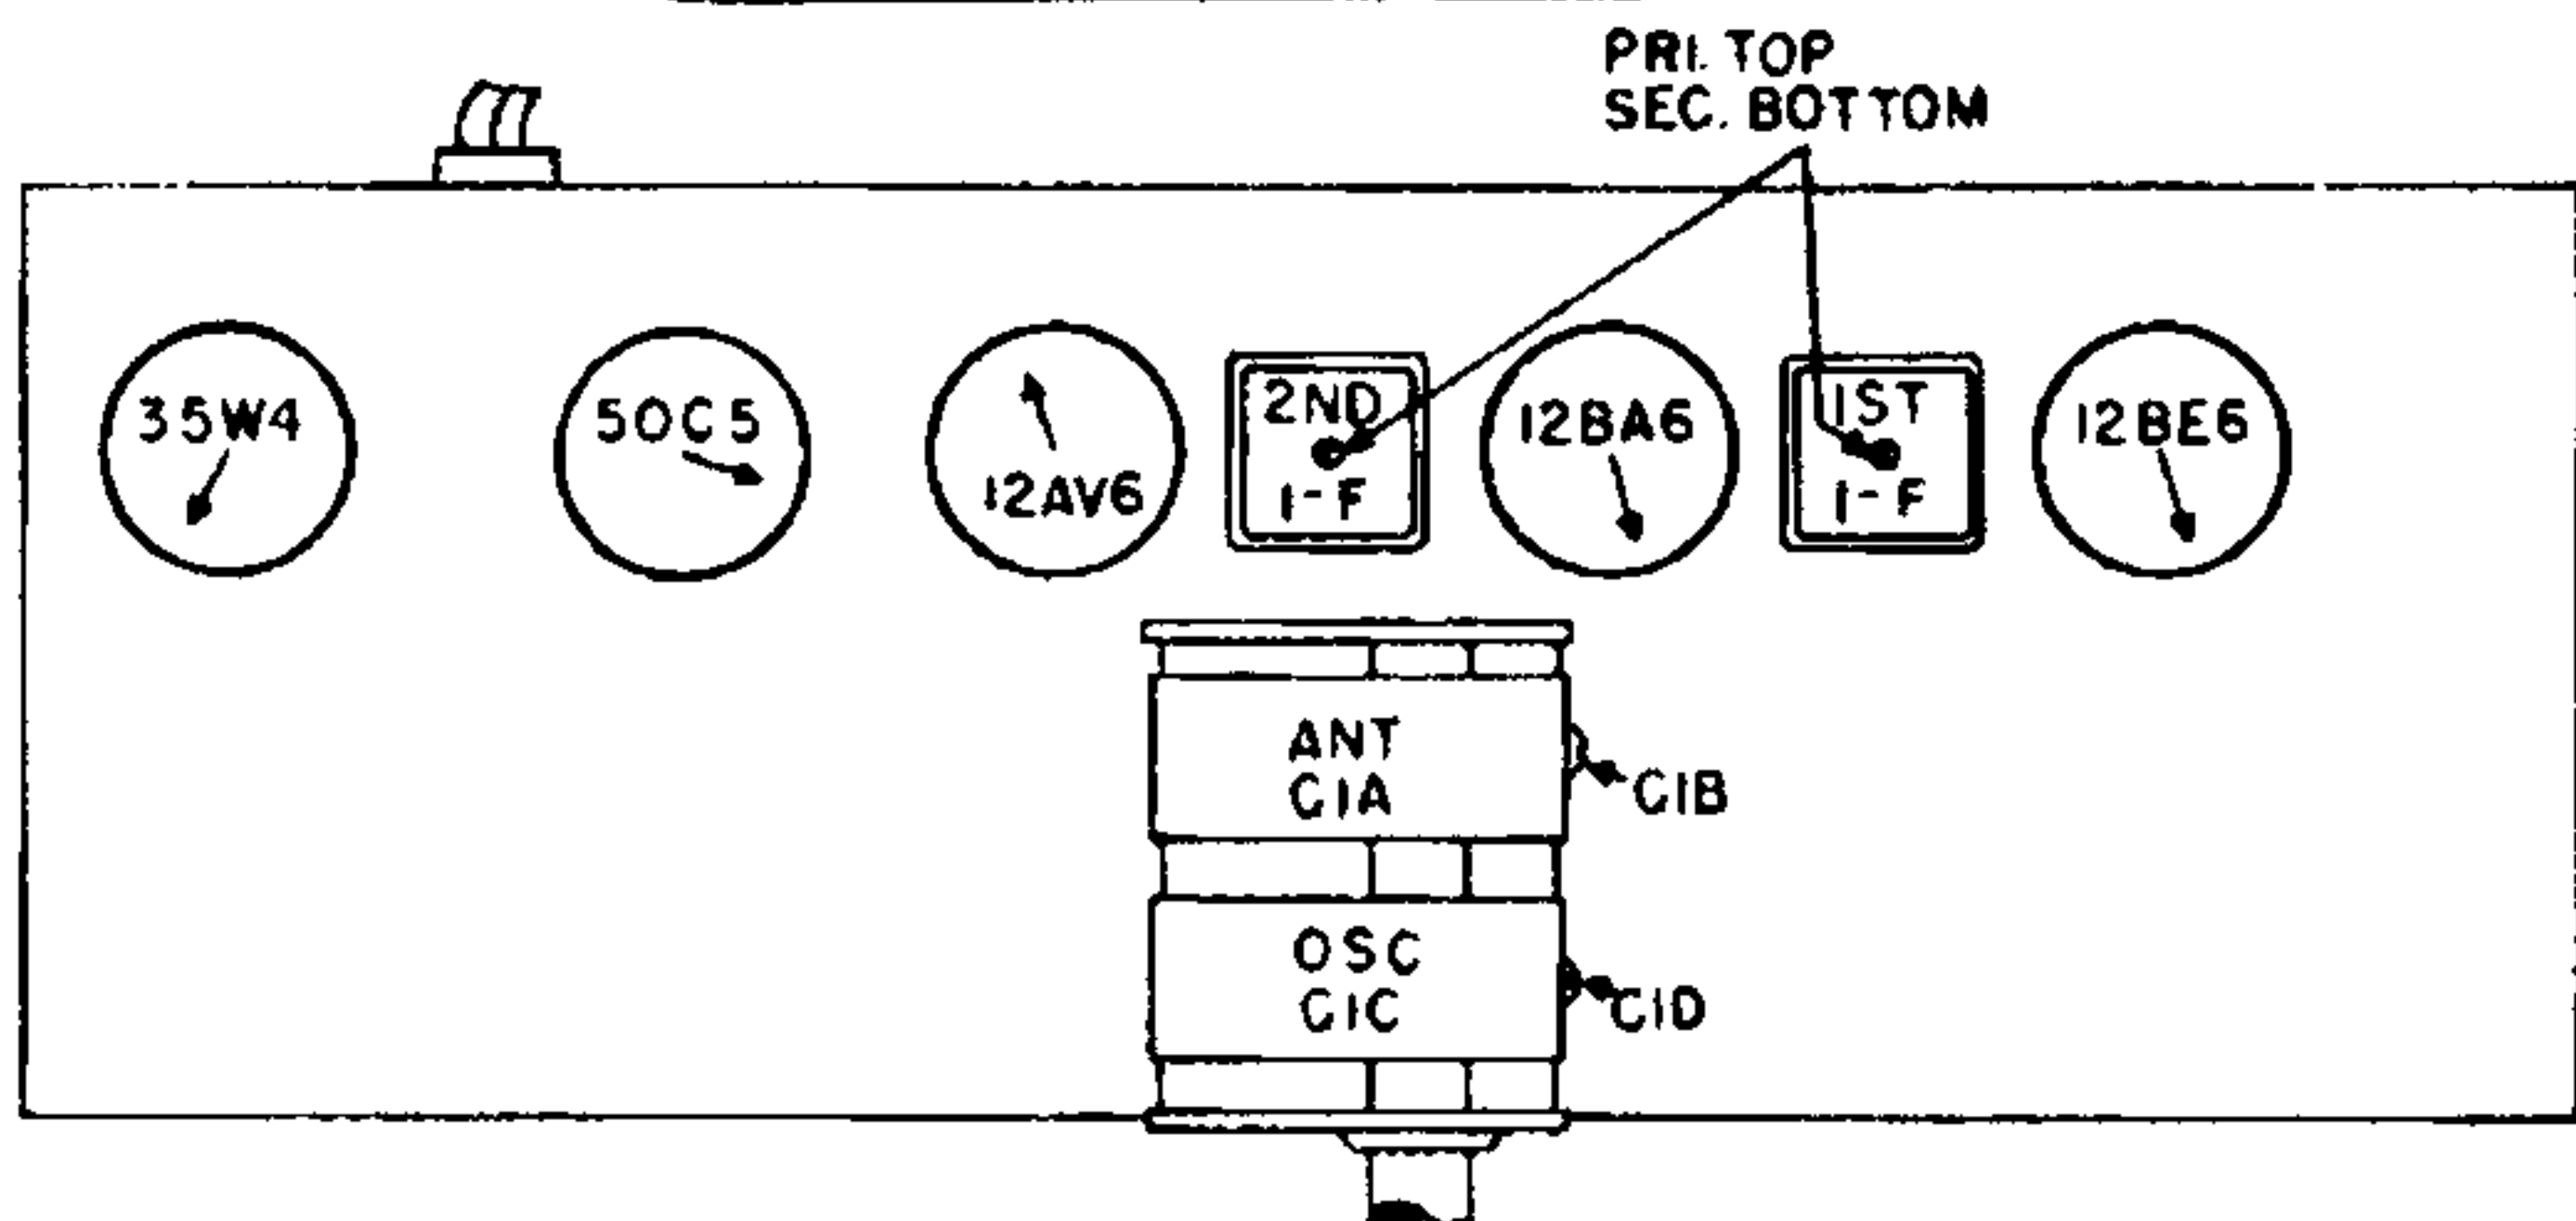 PRI. TOP
SEC. BOTTOM
35W4
50C5
12AV6
2ND
I-F
12BA6
1ST
I-F
12BE6
ANT
C1A
C1B
OSC
C1C
C1D